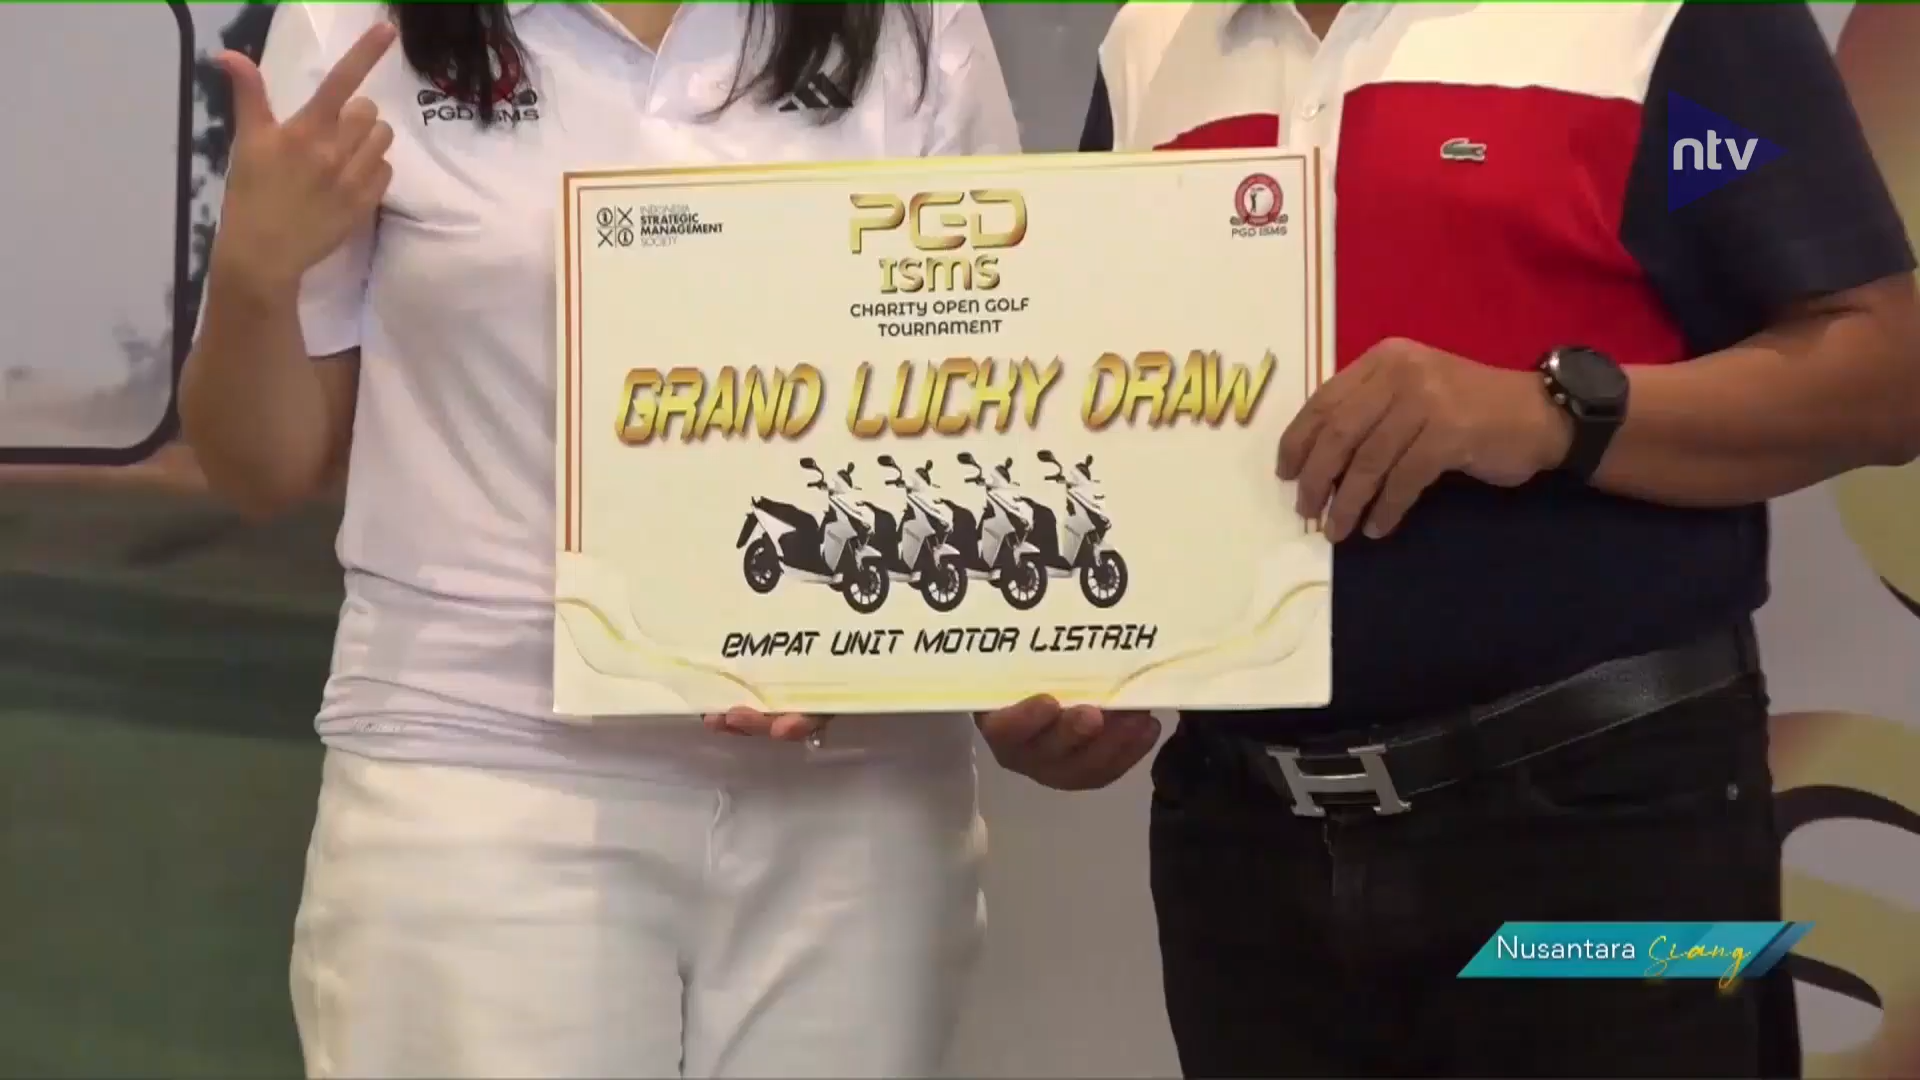 PGD ISMS
ntv
INDONESIA
STRATEGIC
MANAGEMENT
SOCIETY
PGD
ISMS
CHARITY OPEN GOLF
TOURNAMENT
PGD ISMS
GRAND LUCKY DRAW
EMPAT UNIT MOTOR LISTRIK
Nusantara Siang